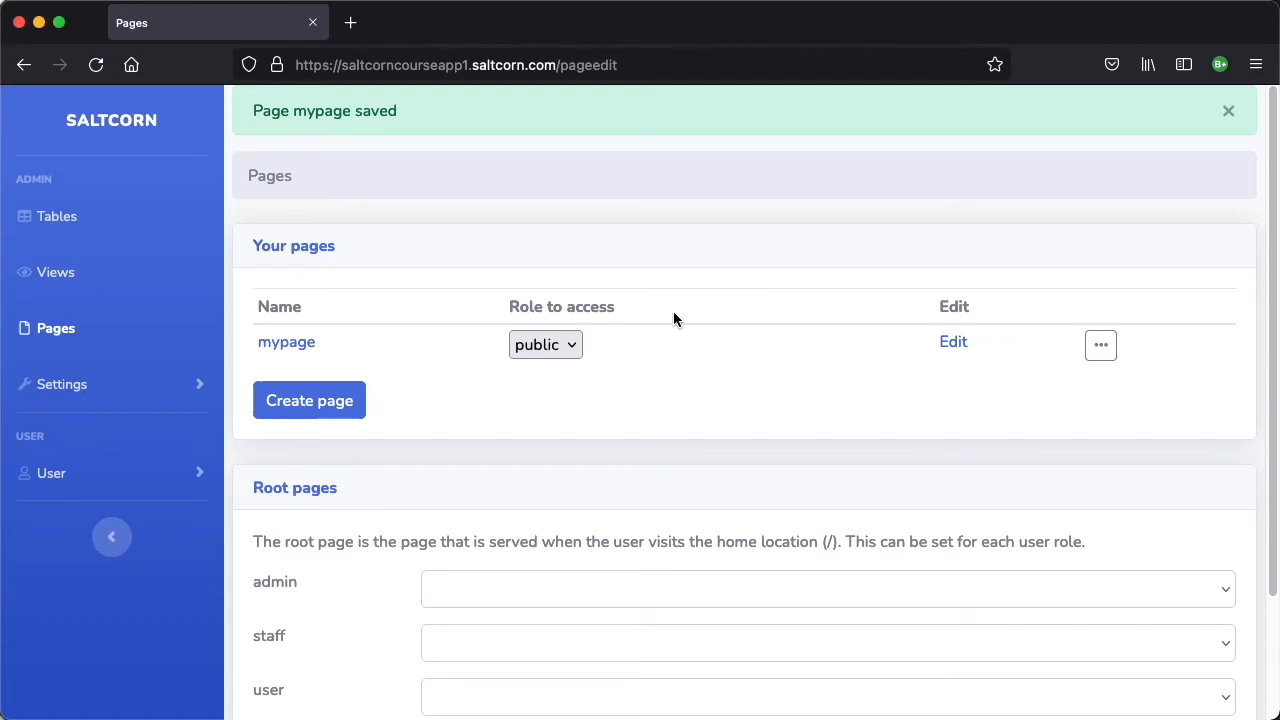 Pages
https://saltcorncourseapp1.saltcorn.com/pageedit
B+
SALTCORN
ADMIN
Tables
Views
Pages
Settings
USER
User
Page mypage saved
Pages
Your pages
Name Role to access Edit
mypage public Edit
Create page
Root pages
The root page is the page that is served when the user visits the home location (/). This can be set for each user role.
admin
staff
user